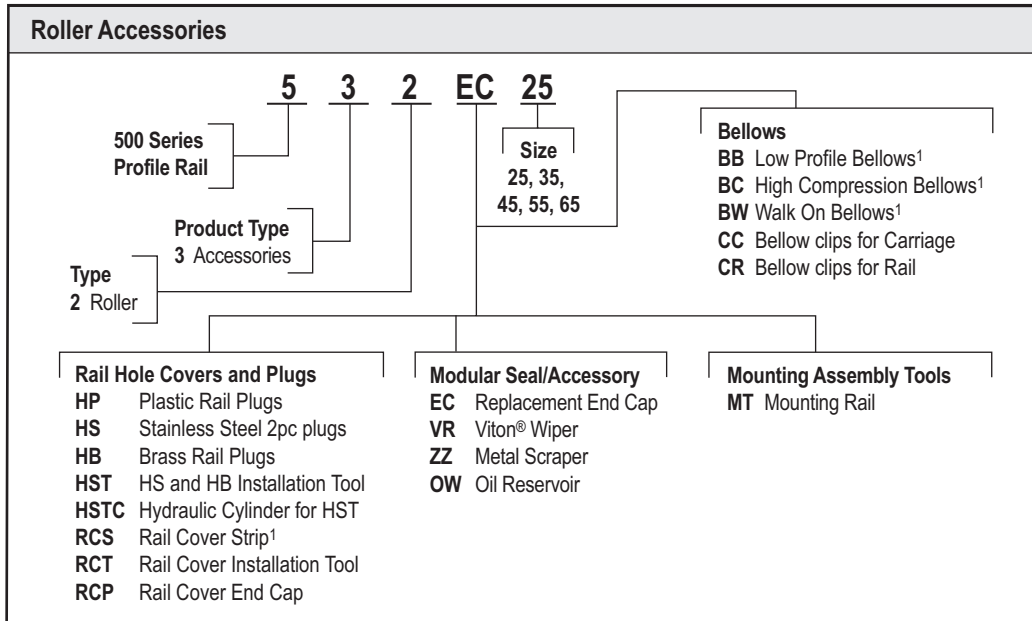 Roller Accessories
5 3 2 EC 25
500 Series
Profile Rail
Product Type
3 Accessories
Type
2 Roller
Size
25, 35,
45, 55, 65
Bellows
BB Low Profile Bellows¹
BC High Compression Bellows¹
BW Walk On Bellows¹
CC Bellow clips for Carriage
CR Bellow clips for Rail
Rail Hole Covers and Plugs
HP Plastic Rail Plugs
HS Stainless Steel 2pc plugs
HB Brass Rail Plugs
HST HS and HB Installation Tool
HSTC Hydraulic Cylinder for HST
RCS Rail Cover Strip¹
RCT Rail Cover Installation Tool
RCP Rail Cover End Cap
Modular Seal/Accessory
EC Replacement End Cap
VR Viton® Wiper
ZZ Metal Scraper
OW Oil Reservoir
Mounting Assembly Tools
MT Mounting Rail